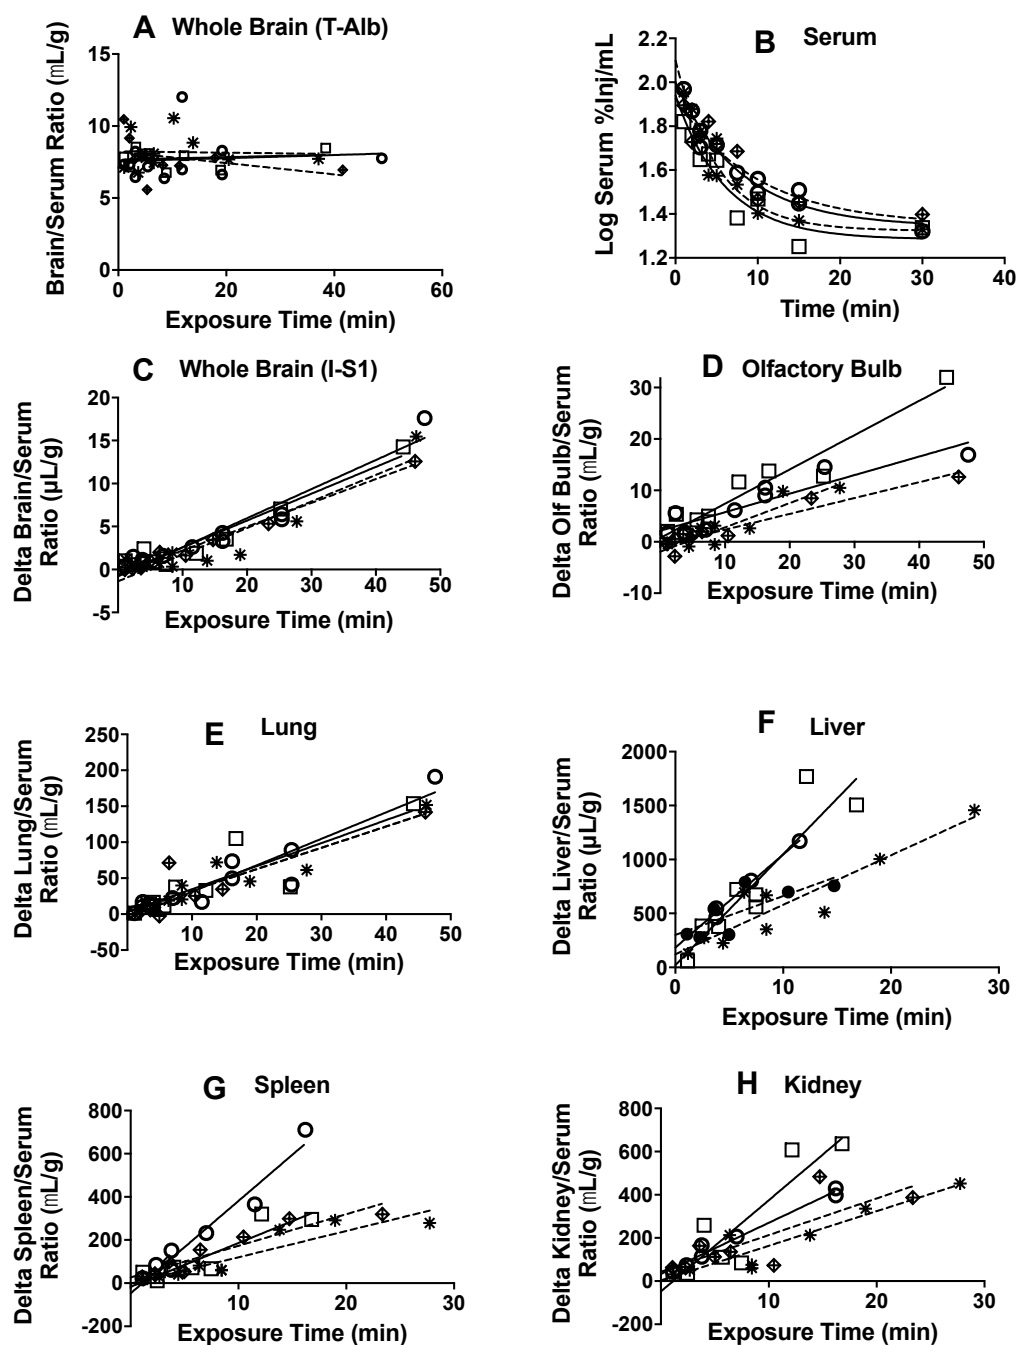 A Whole Brain (T-Alb)
Brain/Serum Ratio (mL/g)
15
10
5
0
0 20 40 60
Exposure Time (min)
B Serum
Log Serum %Inj/mL
2.2
2.0
1.8
1.6
1.4
1.2
0 10 20 30 40
Time (min)
C Whole Brain (I-S1)
Delta Brain/Serum
Ratio (µL/g)
20
15
10
5
0
-5
10 20 30 40 50
Exposure Time (min)
D Olfactory Bulb
Delta Olf Bulb/Serum
Ratio (mL/g)
30
20
10
0
-10
10 20 30 40 50
Exposure Time (min)
E Lung
Delta Lung/Serum
Ratio (mL/g)
250
200
150
100
50
0
-50
10 20 30 40 50
Exposure Time (min)
F Liver
Delta Liver/Serum
Ratio (µL/g)
2000
1500
1000
500
0
0 10 20 30
Exposure Time (min)
G Spleen
Delta Spleen/Serum
Ratio (mL/g)
800
600
400
200
0
-200
10 20 30
Exposure Time (min)
H Kidney
Delta Kidney/Serum
Ratio (mL/g)
800
600
400
200
0
-200
10 20 30
Exposure Time (min)